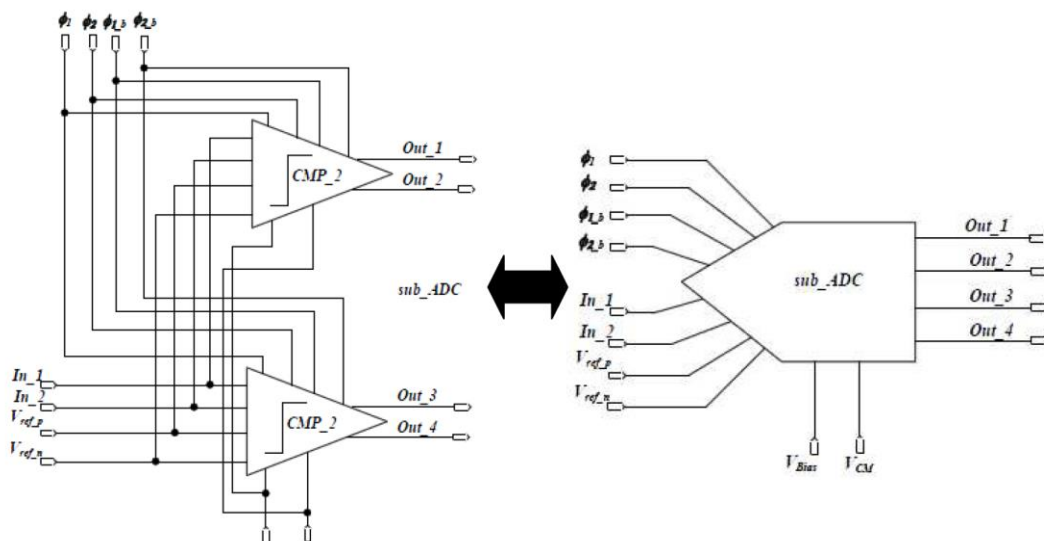 ϕ1 ϕ2 ϕ1_b ϕ2_b
Out_1
CMP_2
Out_2
sub_ADC
In_1
In_2
Vref_p
Vref_n
Out_3
CMP_2
Out_4
ϕ1
ϕ2
ϕ1_b
ϕ2_b
In_1
In_2
Vref_p
Vref_n
sub_ADC
Out_1
Out_2
Out_3
Out_4
VBias VCM